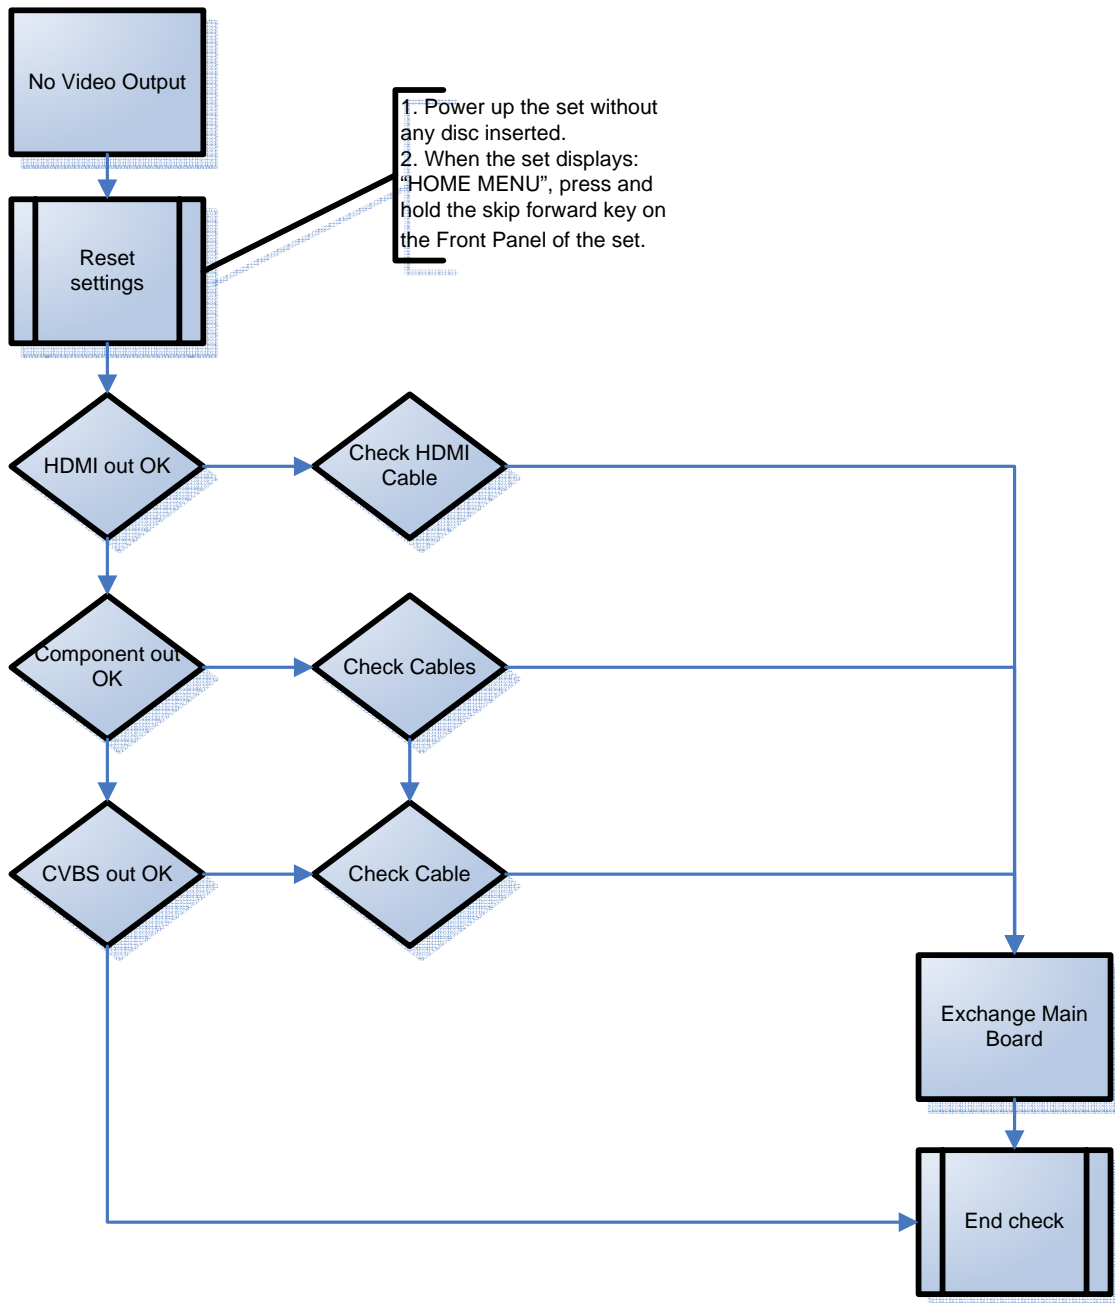 No Video Output
1. Power up the set without
any disc inserted.
2. When the set displays:
“HOME MENU”, press and
hold the skip forward key on
the Front Panel of the set.
Reset
settings
HDMI out OK
Check HDMI
Cable
Component out
OK
Check Cables
CVBS out OK
Check Cable
Exchange Main
Board
End check